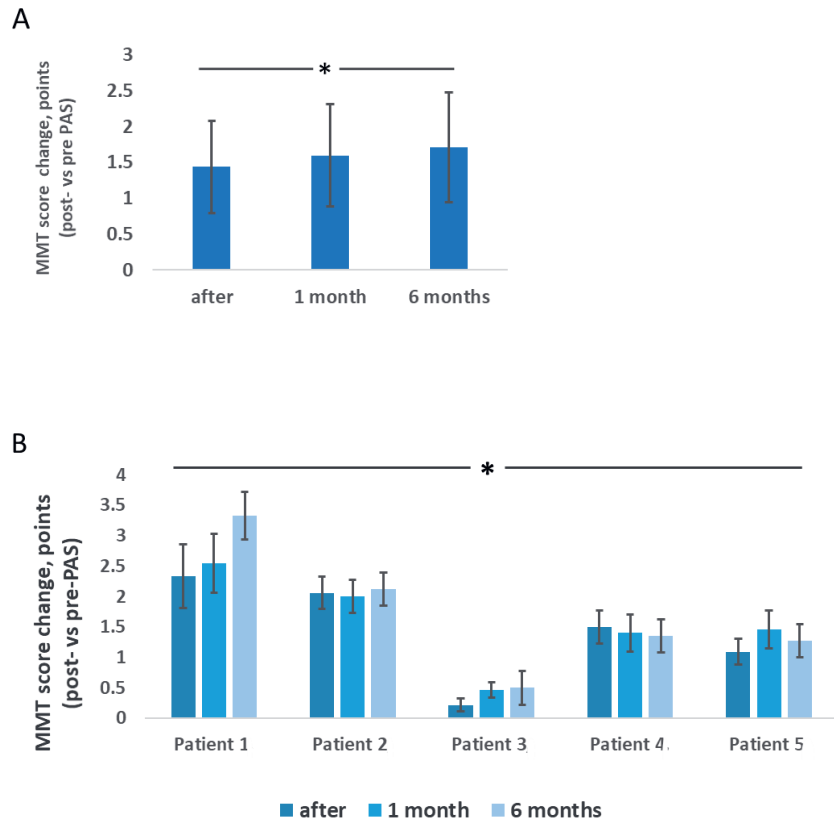 A
MMT score change, points
(post- vs pre PAS)
3
2.5
2
1.5
1
0.5
0
*
after 1 month 6 months
B
MMT score change, points
(post- vs pre-PAS)
4
3.5
3
2.5
2
1.5
1
0.5
0
*
Patient 1 Patient 2 Patient 3 Patient 4 Patient 5
after 1 month 6 months